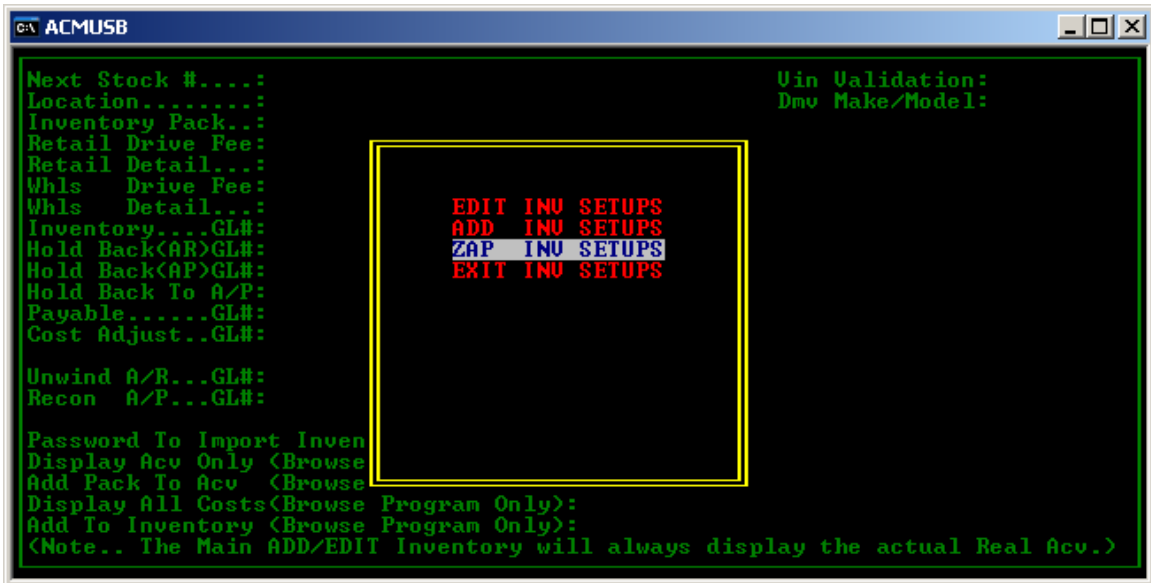 ACMUSB
Next Stock #....: Vin Validation:
Location........: Dmv Make/Model:
Inventory Pack..:
Retail Drive Fee:
Retail Detail...:
Whls   Drive Fee:
Whls   Detail...: EDIT INV SETUPS
Inventory....GL#: ADD  INV SETUPS
Hold Back(AR)GL#: ZAP  INV SETUPS
Hold Back(AP)GL#: EXIT INV SETUPS
Hold Back To A/P:
Payable......GL#:
Cost Adjust..GL#:
Unwind A/R...GL#:
Recon  A/P...GL#:
Password To Import Inven
Display Acv Only (Browse
Add Pack To Acv  (Browse
Display All Costs(Browse Program Only):
Add To Inventory (Browse Program Only):
(Note.. The Main ADD/EDIT Inventory will always display the actual Real Acv.)